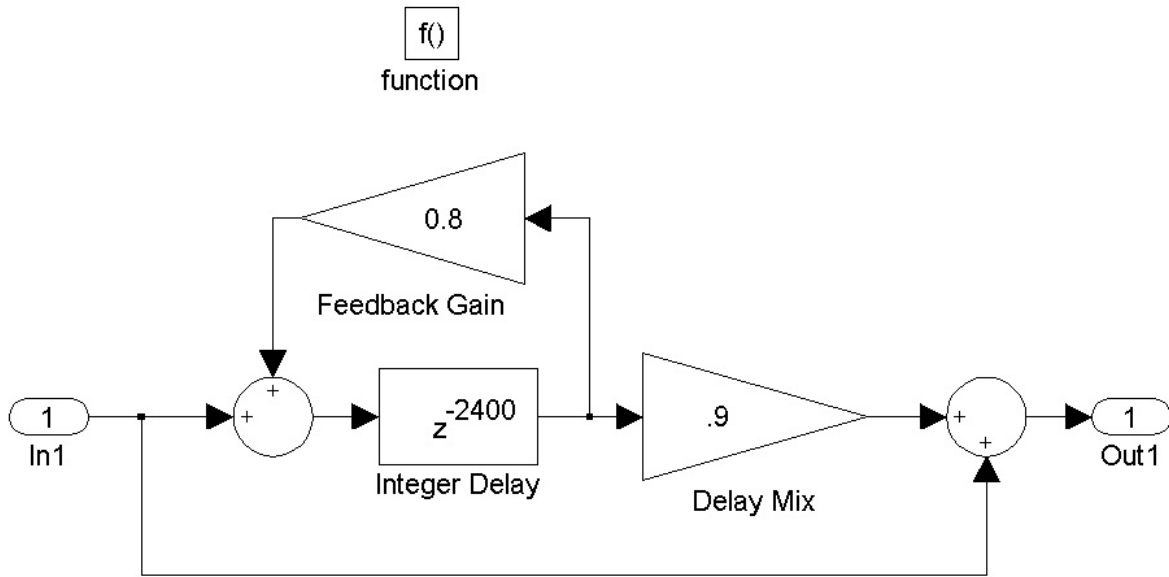 f()
function
0.8
Feedback Gain
+
1
+
z-2400
.9
+
1
In1
+
Out1
Integer Delay
Delay Mix